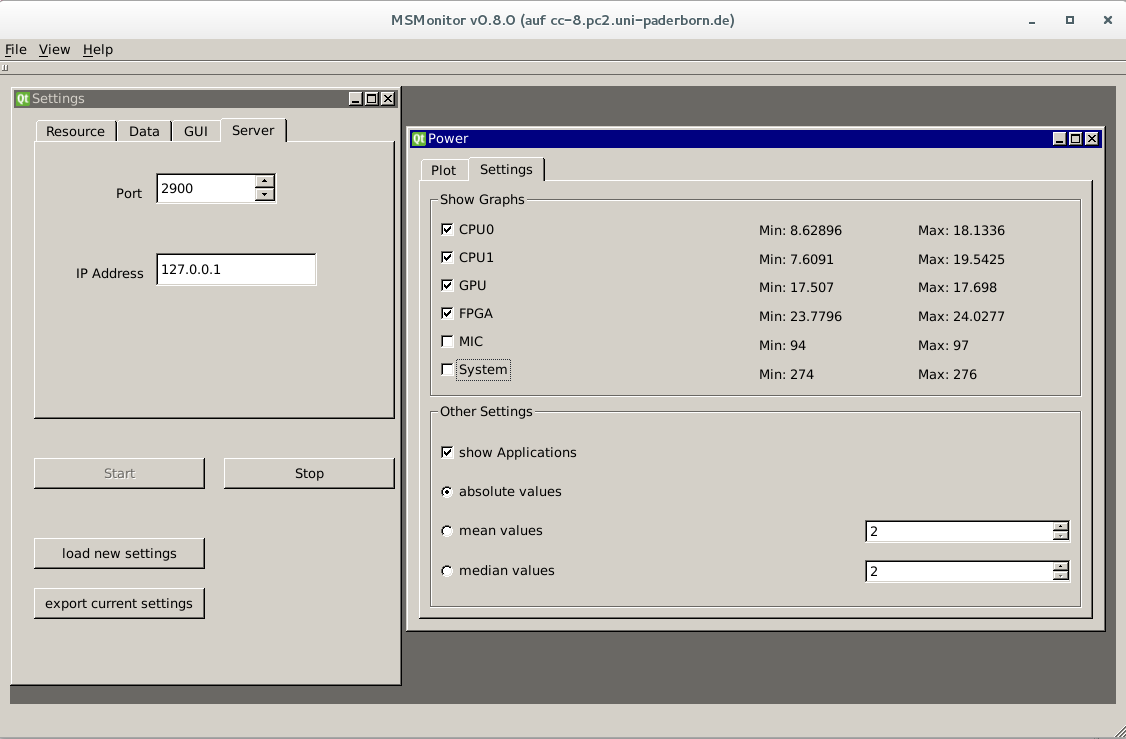 MSMonitor v0.8.0 (auf cc-8.pc2.uni-paderborn.de)
File View Help
Qt Settings
Resource Data GUI Server
Port 2900
IP Address 127.0.0.1
Start Stop
load new settings
export current settings
Qt Power
Plot Settings
Show Graphs
CPU0 Min: 8.62896 Max: 18.1336
CPU1 Min: 7.6091 Max: 19.5425
GPU Min: 17.507 Max: 17.698
FPGA Min: 23.7796 Max: 24.0277
MIC Min: 94 Max: 97
System Min: 274 Max: 276
Other Settings
show Applications
absolute values
mean values 2
median values 2